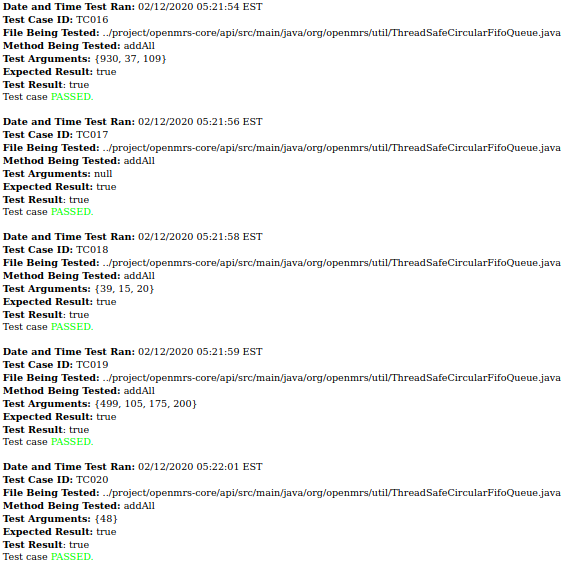 Date and Time Test Ran: 02/12/2020 05:21:54 EST
Test Case ID: TC016
File Being Tested: ../project/openmrs-core/api/src/main/java/org/openmrs/util/ThreadSafeCircularFifoQueue.java
Method Being Tested: addAll
Test Arguments: {930, 37, 109}
Expected Result: true
Test Result: true
Test case PASSED.
Date and Time Test Ran: 02/12/2020 05:21:56 EST
Test Case ID: TC017
File Being Tested: ../project/openmrs-core/api/src/main/java/org/openmrs/util/ThreadSafeCircularFifoQueue.java
Method Being Tested: addAll
Test Arguments: null
Expected Result: true
Test Result: true
Test case PASSED.
Date and Time Test Ran: 02/12/2020 05:21:58 EST
Test Case ID: TC018
File Being Tested: ../project/openmrs-core/api/src/main/java/org/openmrs/util/ThreadSafeCircularFifoQueue.java
Method Being Tested: addAll
Test Arguments: {39, 15, 20}
Expected Result: true
Test Result: true
Test case PASSED.
Date and Time Test Ran: 02/12/2020 05:21:59 EST
Test Case ID: TC019
File Being Tested: ../project/openmrs-core/api/src/main/java/org/openmrs/util/ThreadSafeCircularFifoQueue.java
Method Being Tested: addAll
Test Arguments: {499, 105, 175, 200}
Expected Result: true
Test Result: true
Test case PASSED.
Date and Time Test Ran: 02/12/2020 05:22:01 EST
Test Case ID: TC020
File Being Tested: ../project/openmrs-core/api/src/main/java/org/openmrs/util/ThreadSafeCircularFifoQueue.java
Method Being Tested: addAll
Test Arguments: {48}
Expected Result: true
Test Result: true
Test case PASSED.